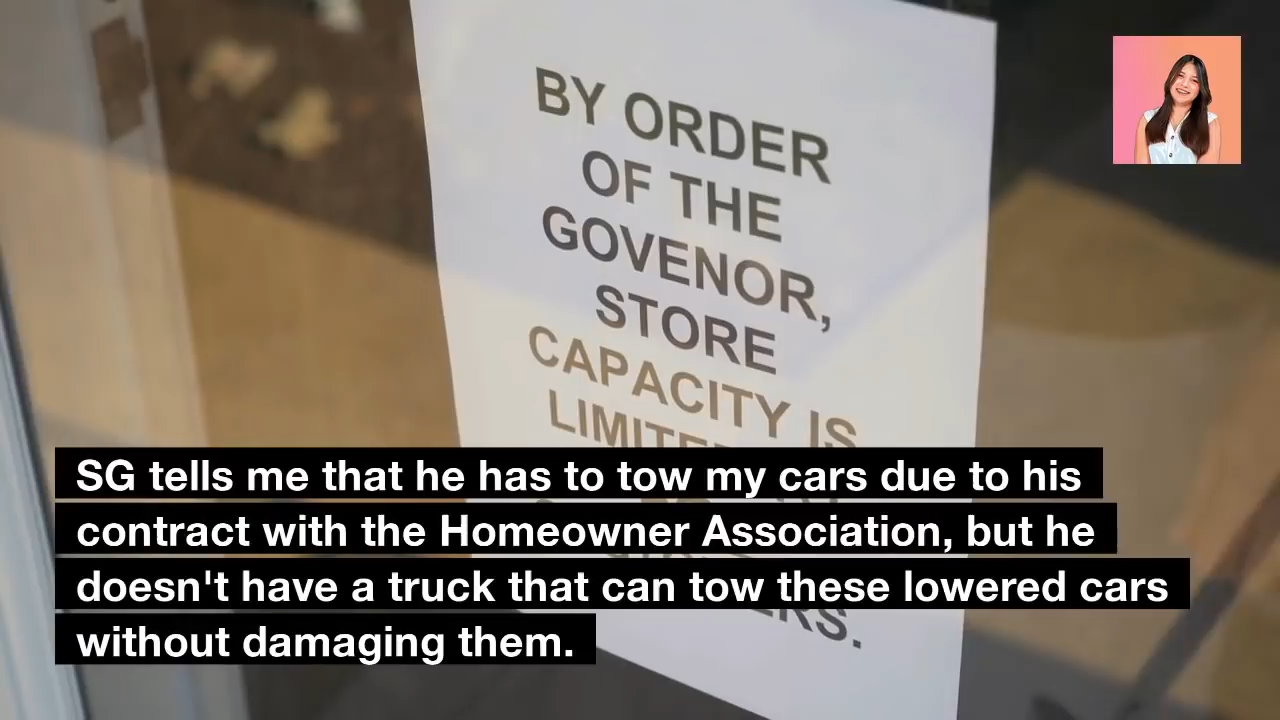 BY ORDER
OF THE
GOVENOR,
STORE
CAPACITY IS
SG tells me that he has to tow my cars due to his
contract with the Homeowner Association, but he
doesn't have a truck that can tow these lowered cars
without damaging them.